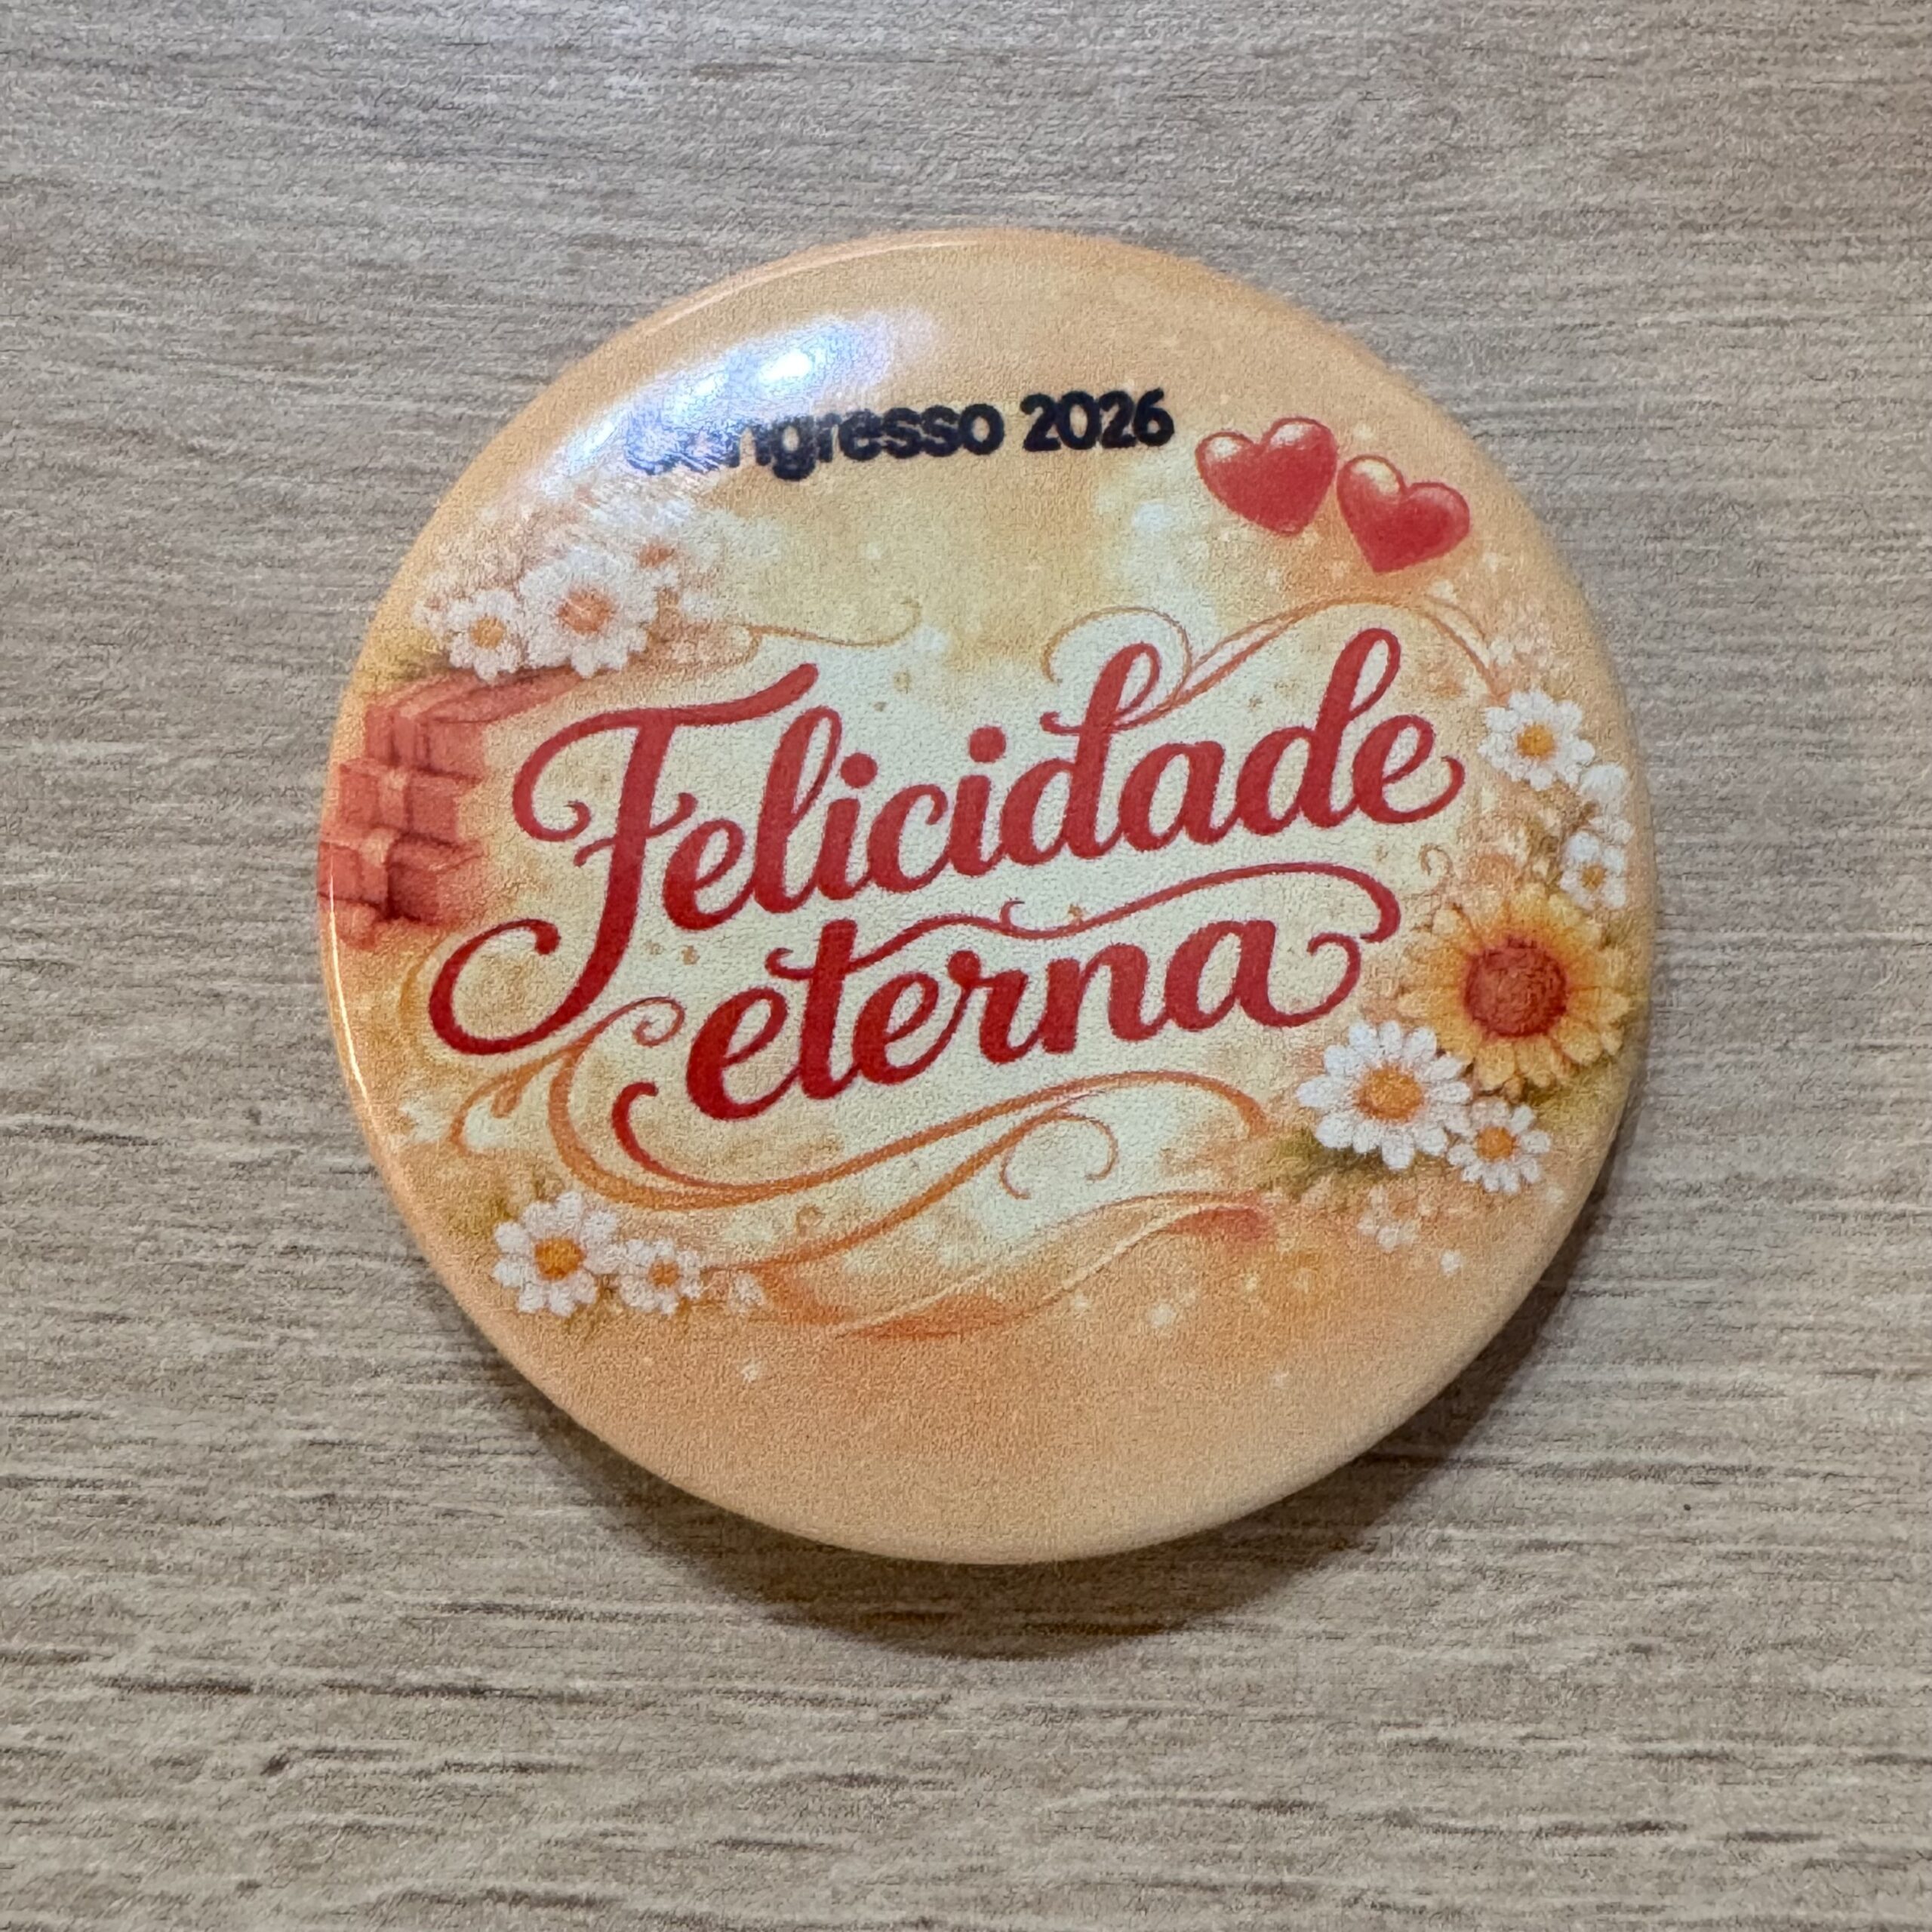 Congresso 2026
Felicidade
eterna